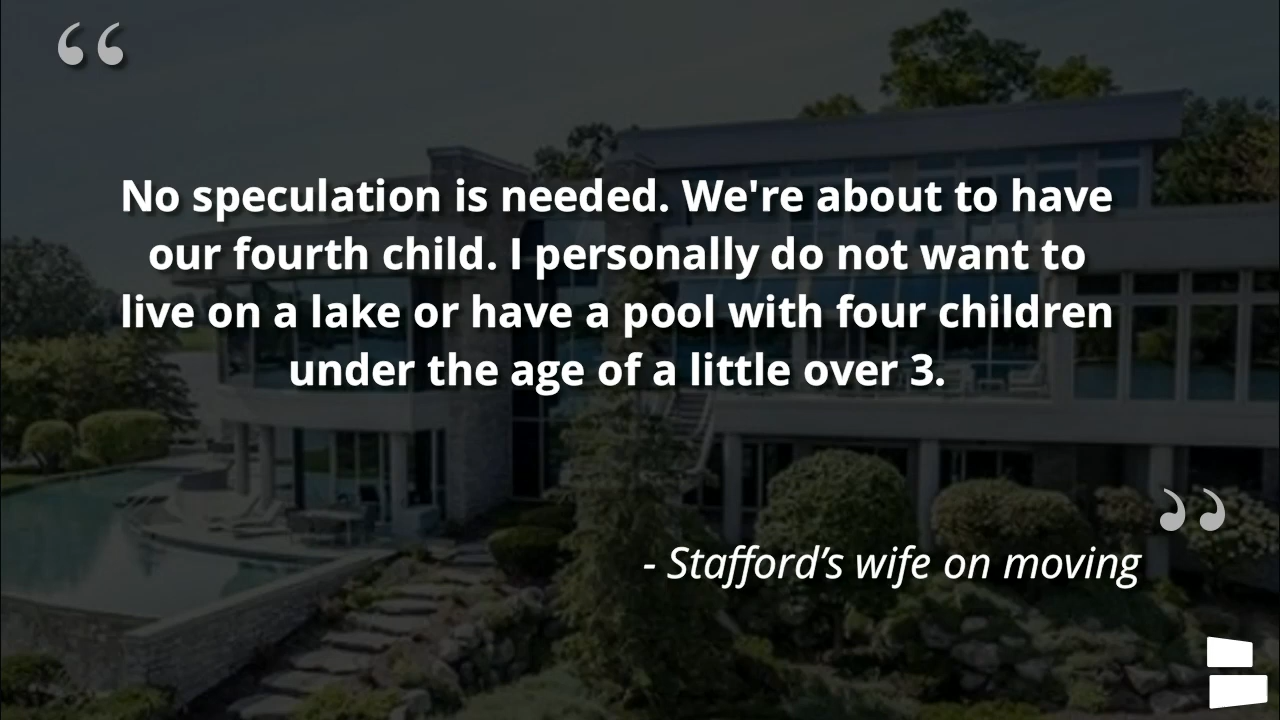 “
No speculation is needed. We're about to have
our fourth child. I personally do not want to
live on a lake or have a pool with four children
under the age of a little over 3.
”
- Stafford’s wife on moving